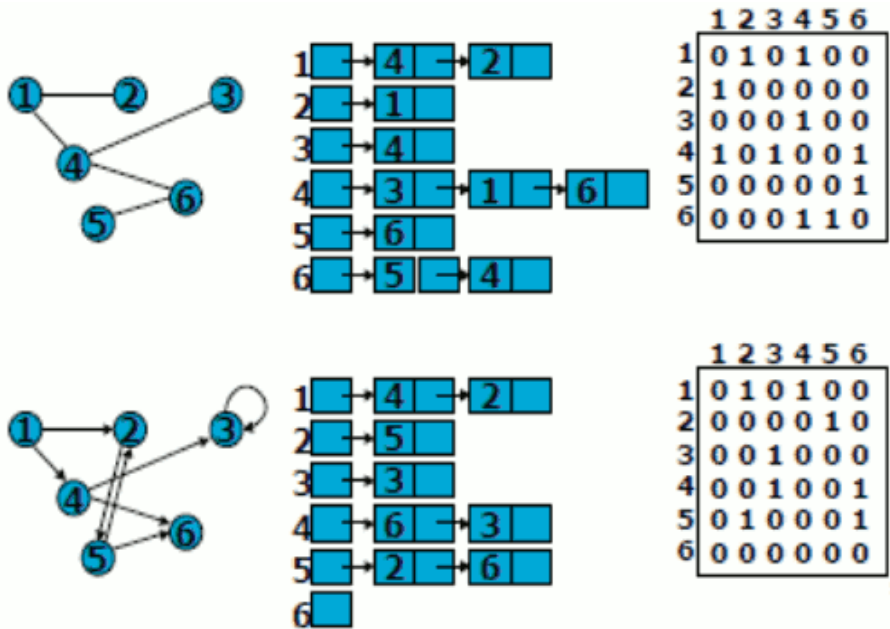 1 2 3
4
6
5
1 4 2
2 1
3 4
4 3 1 6
5 6
6 5 4
1 2 3 4 5 6
1 0 1 0 1 0 0
2 1 0 0 0 0 0
3 0 0 0 1 0 0
4 1 0 1 0 0 1
5 0 0 0 0 0 1
6 0 0 0 1 1 0
1 2 3
4
6
5
1 4 2
2 5
3 3
4 6 3
5 2 6
6
1 2 3 4 5 6
1 0 1 0 1 0 0
2 0 0 0 0 1 0
3 0 0 1 0 0 0
4 0 0 1 0 0 1
5 0 1 0 0 0 1
6 0 0 0 0 0 0